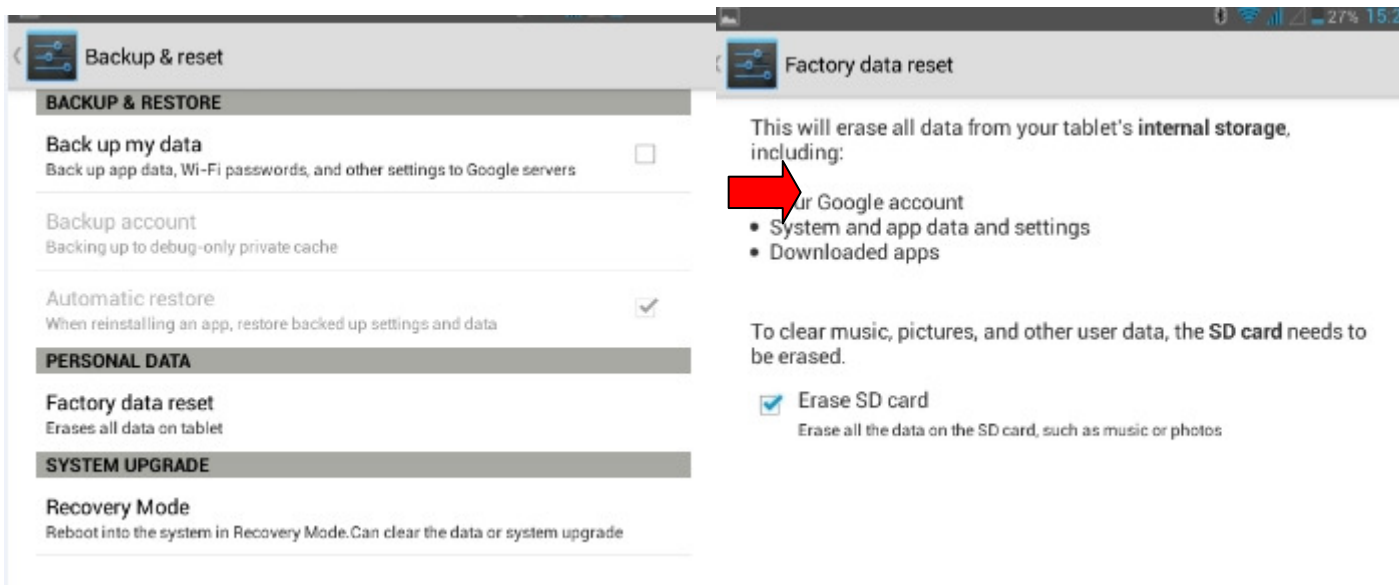 Backup & reset
BACKUP & RESTORE
Back up my data
Back up app data, Wi-Fi passwords, and other settings to Google servers
Backup account
Backing up to debug-only private cache
Automatic restore
When reinstalling an app, restore backed up settings and data
PERSONAL DATA
Factory data reset
Erases all data on tablet
SYSTEM UPGRADE
Recovery Mode
Reboot into the system in Recovery Mode.Can clear the data or system upgrade
27%
Factory data reset
This will erase all data from your tablet's internal storage,
including:
Google account
• System and app data and settings
• Downloaded apps
To clear music, pictures, and other user data, the SD card needs to
be erased.
Erase SD card
Erase all the data on the SD card, such as music or photos